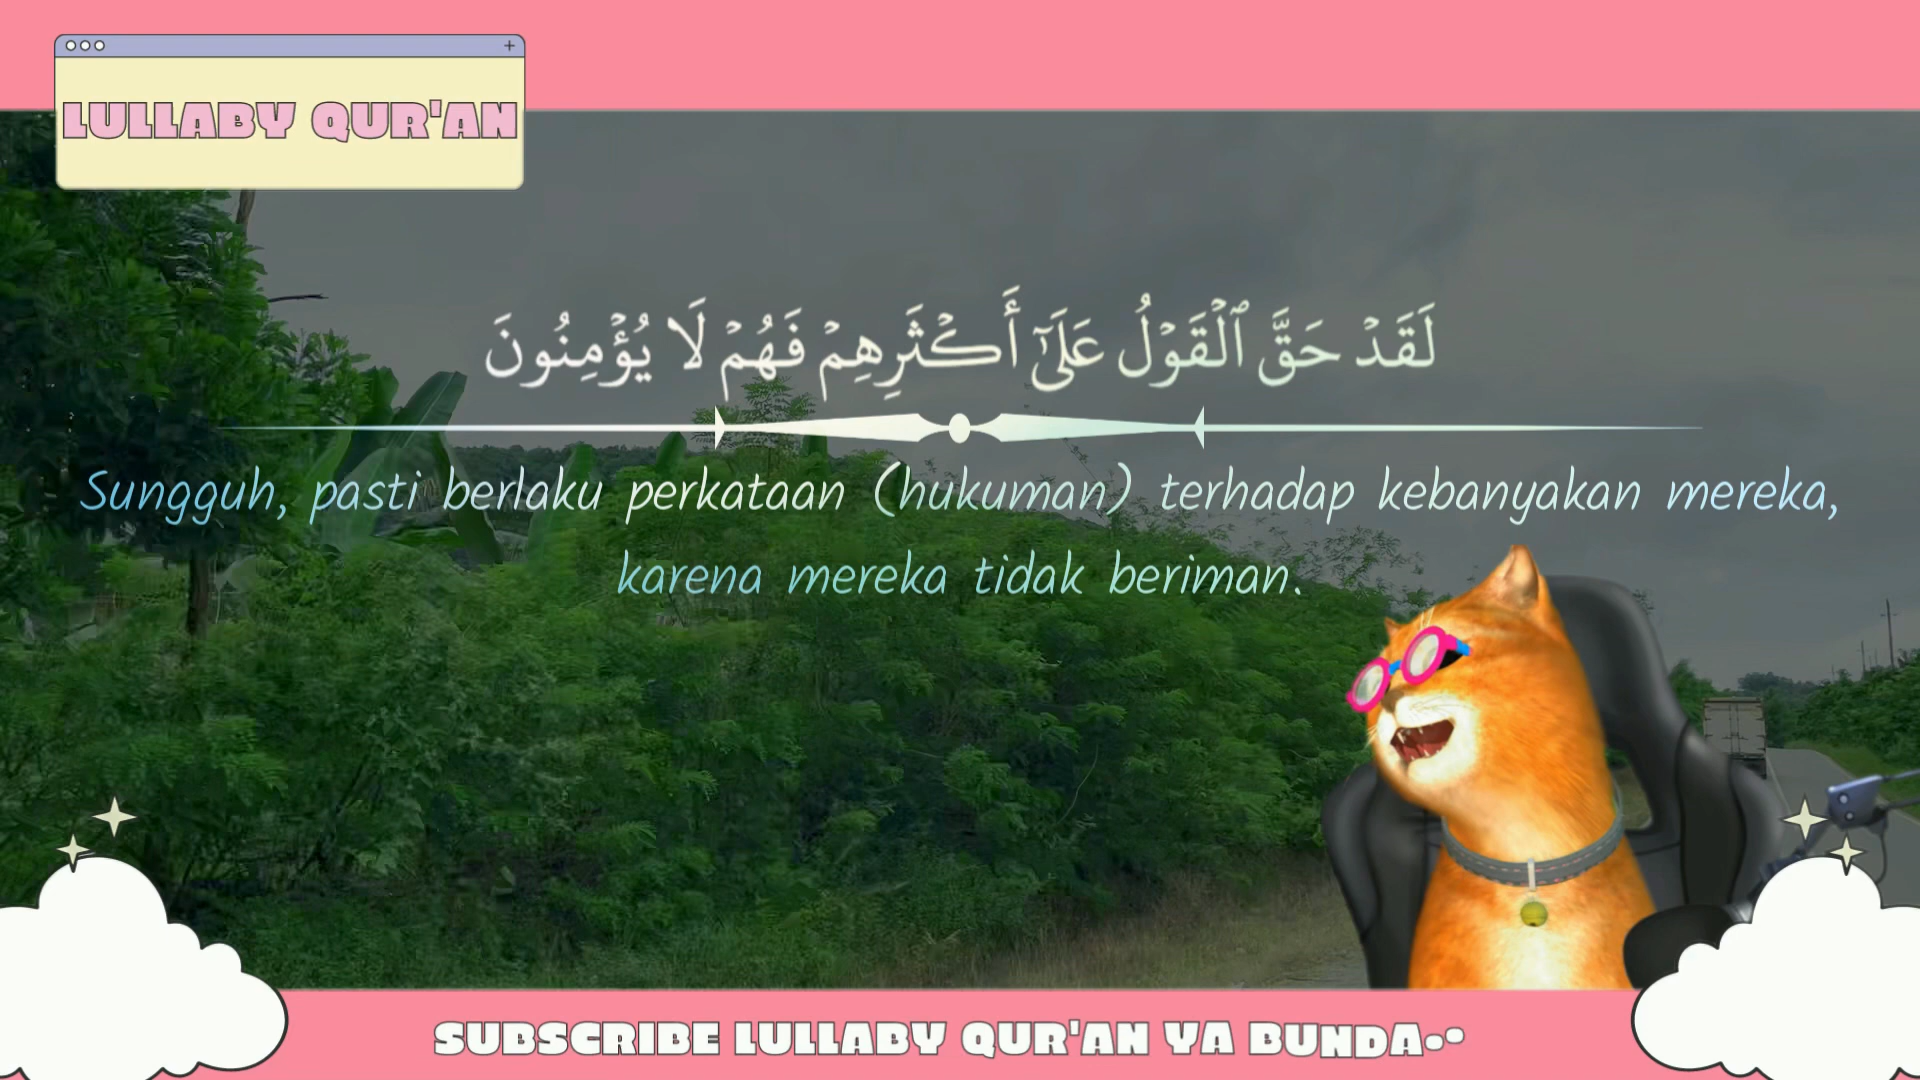 LULLABY QUR'AN
لَقَدْ حَقَّ ٱلْقَوْلُ عَلَىٰٓ أَكْثَرِهِمْ فَهُمْ لَا يُؤْمِنُونَ
Sungguh, pasti berlaku perkataan (hukuman) terhadap kebanyakan mereka,
karena mereka tidak beriman.
SUBSCRIBE LULLABY QUR'AN YA BUNDA••